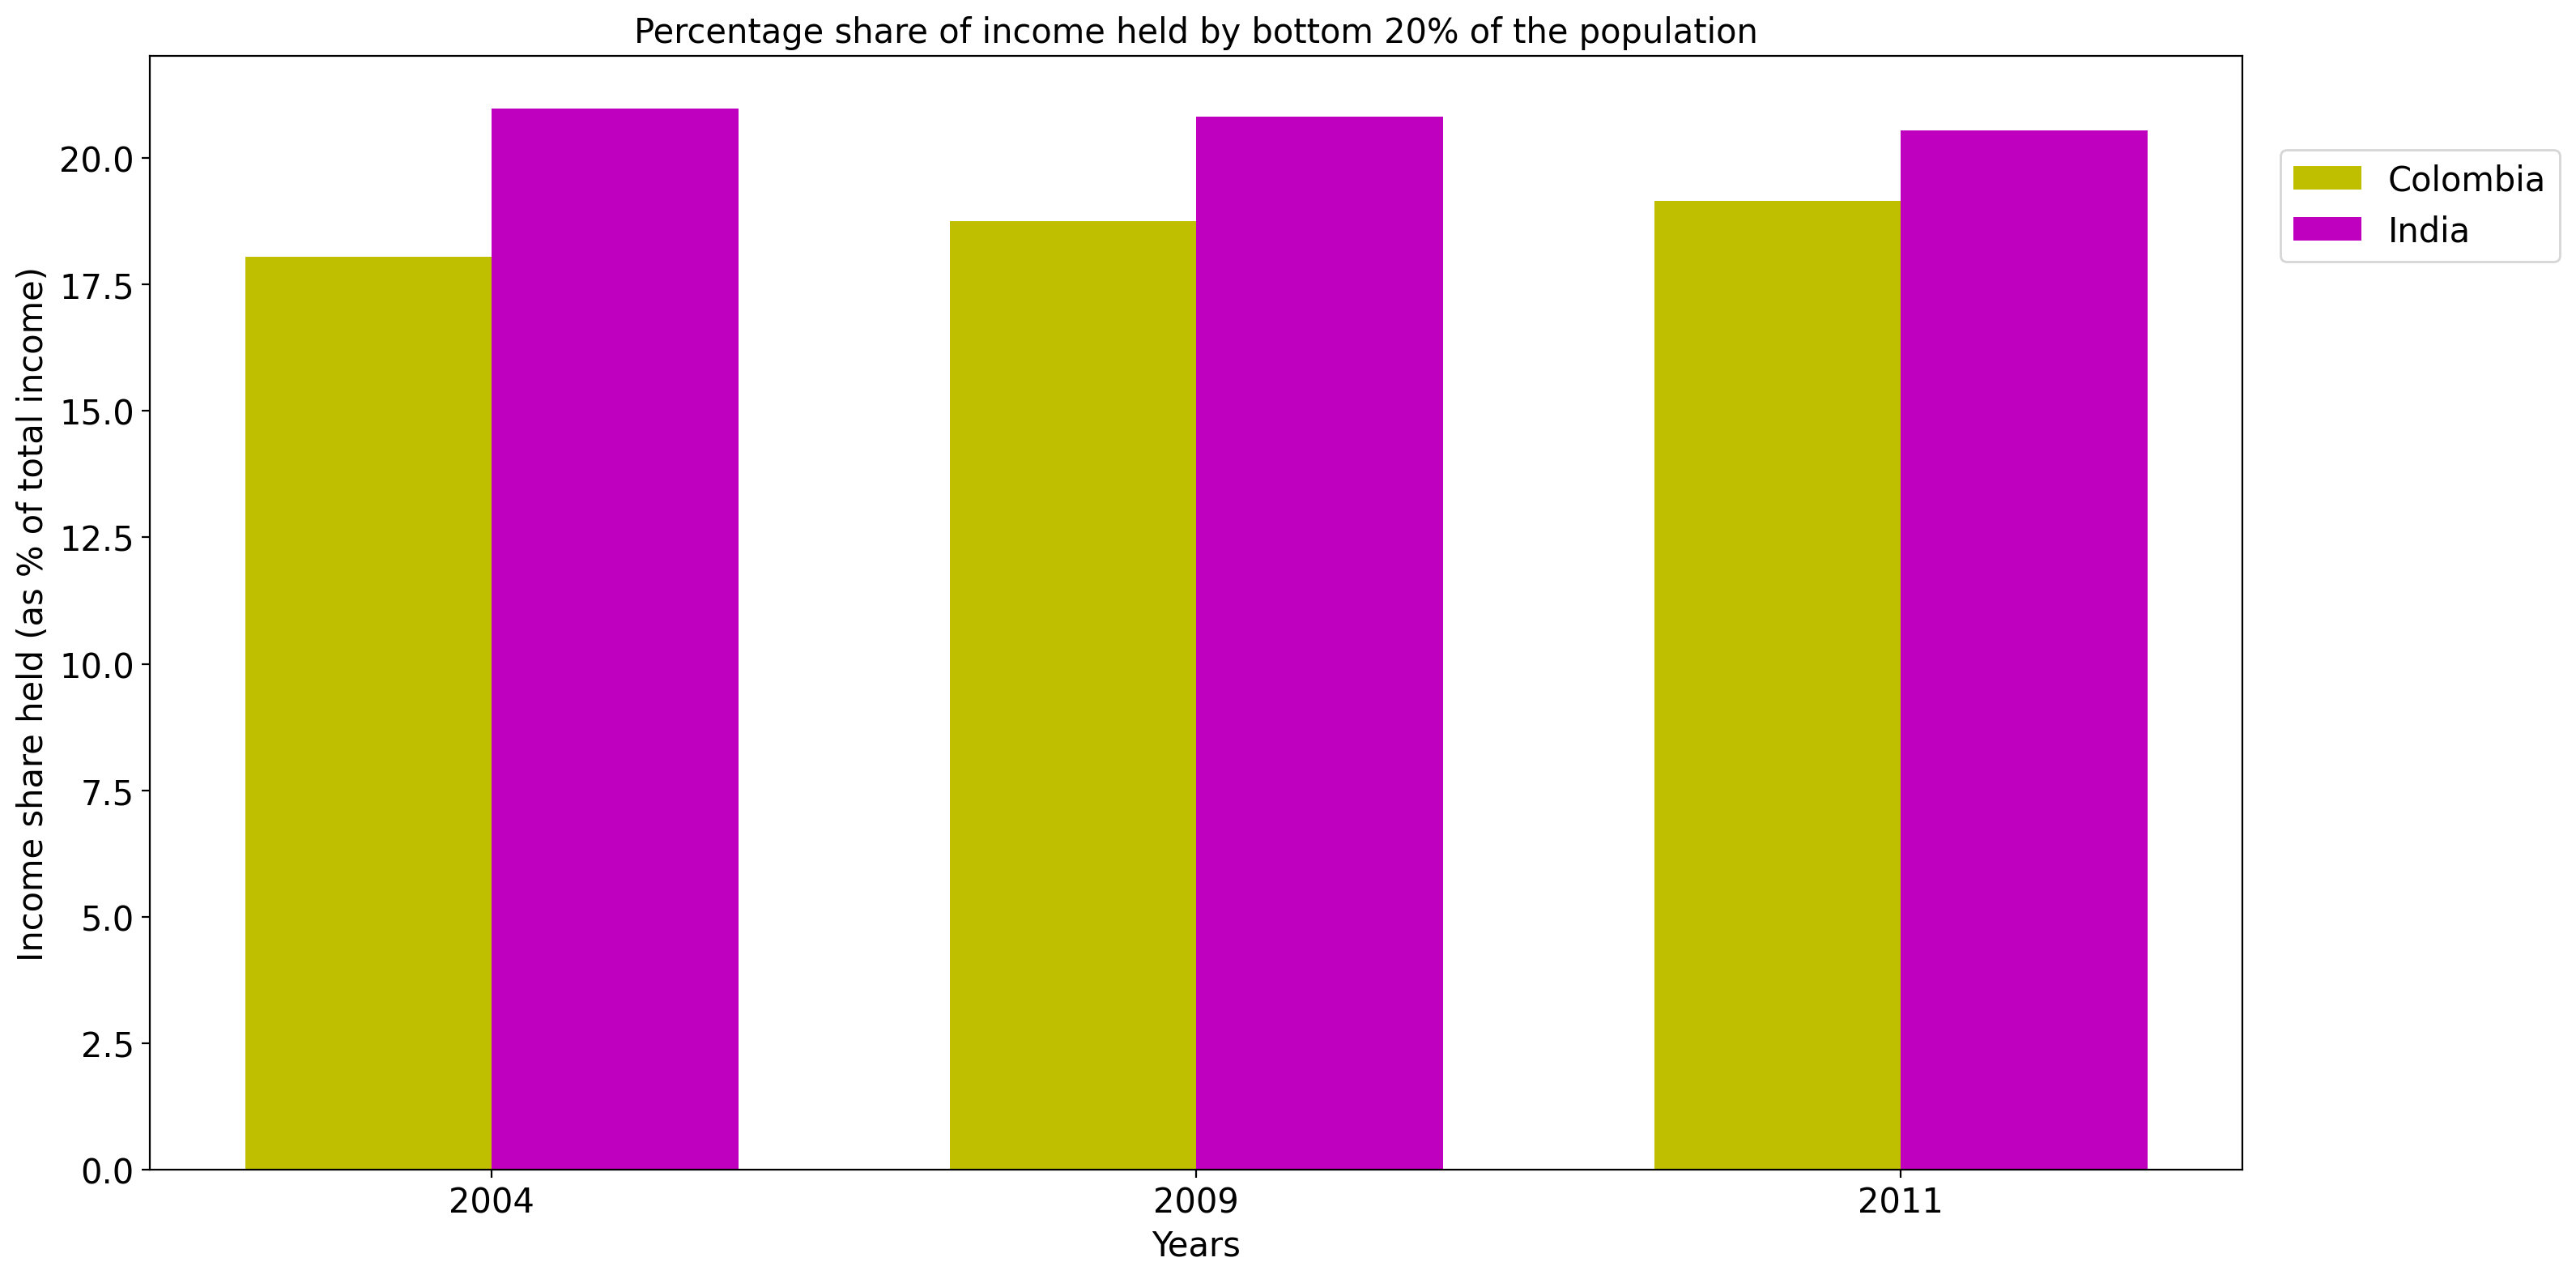 Percentage share of income held by bottom 20% of the population
Income share held (as % of total income)
20.0
17.5
15.0
12.5
10.0
7.5
5.0
2.5
0.0
2004
2009
2011
Years
Colombia
India